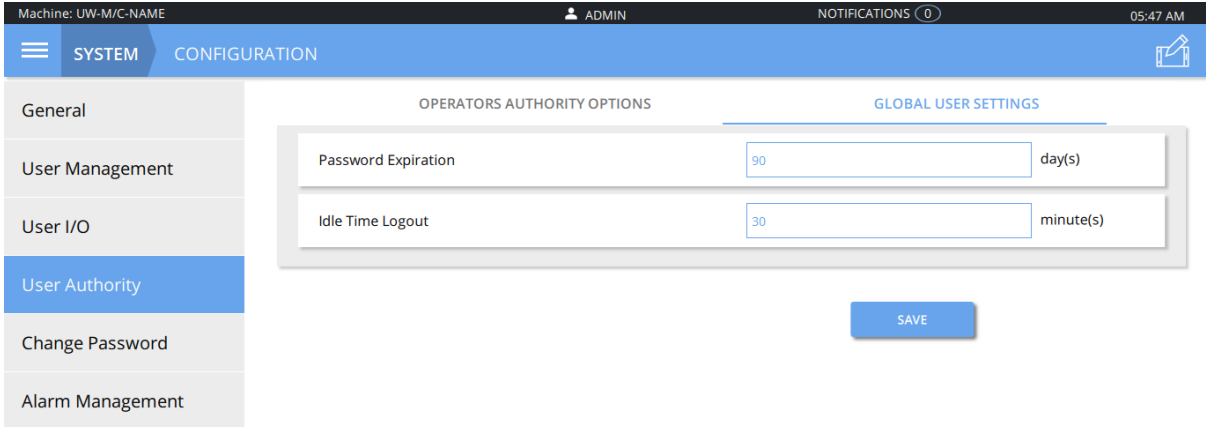 Machine: UW-M/C-NAME ADMIN NOTIFICATIONS 0 05:47 AM
SYSTEM CONFIGURATION
General
User Management
User I/O
User Authority
Change Password
Alarm Management
OPERATORS AUTHORITY OPTIONS GLOBAL USER SETTINGS
Password Expiration 90 day(s)
Idle Time Logout 30 minute(s)
SAVE